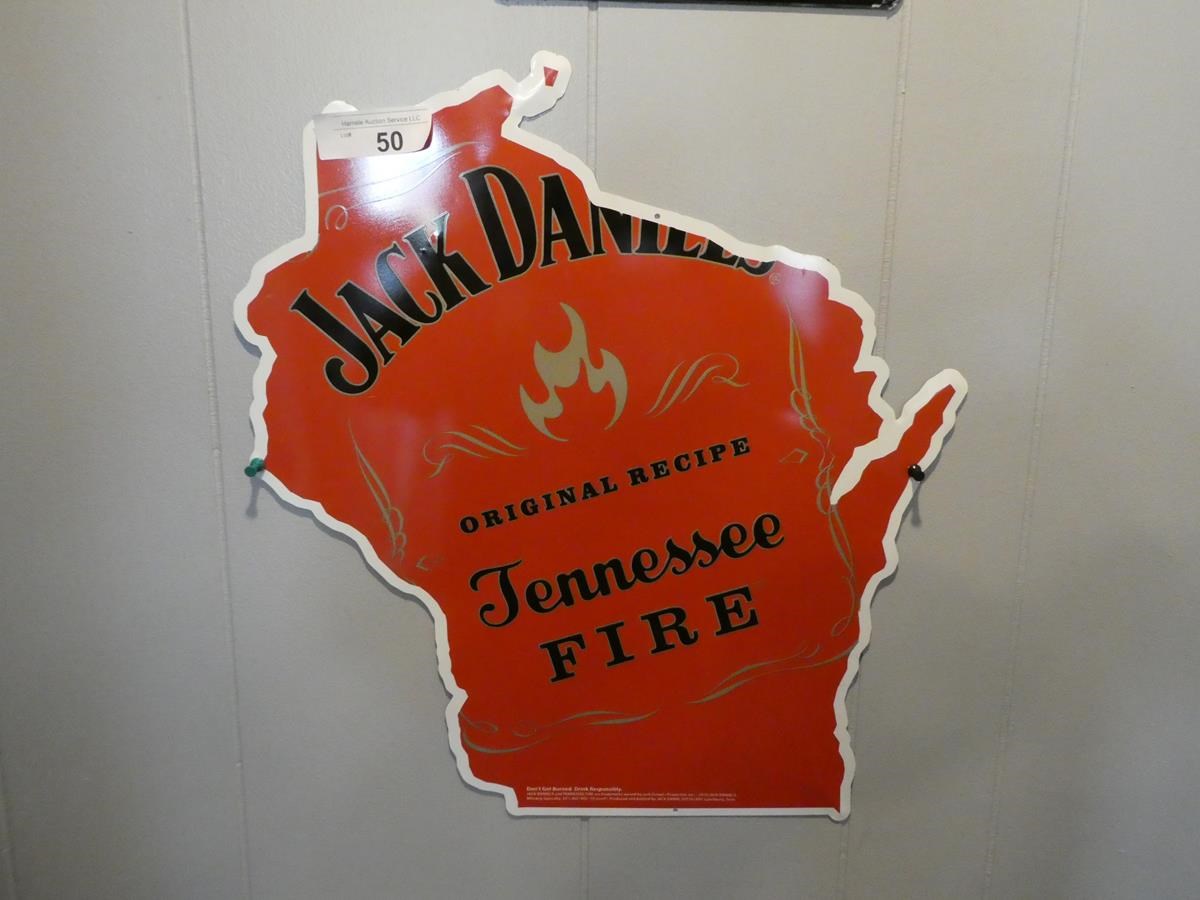 Hamele Auction Service LLC
Lot#
50
JACK DANIEL'S
ORIGINAL RECIPE
Tennessee
FIRE
Don't Get Burned. Drink Responsibly.